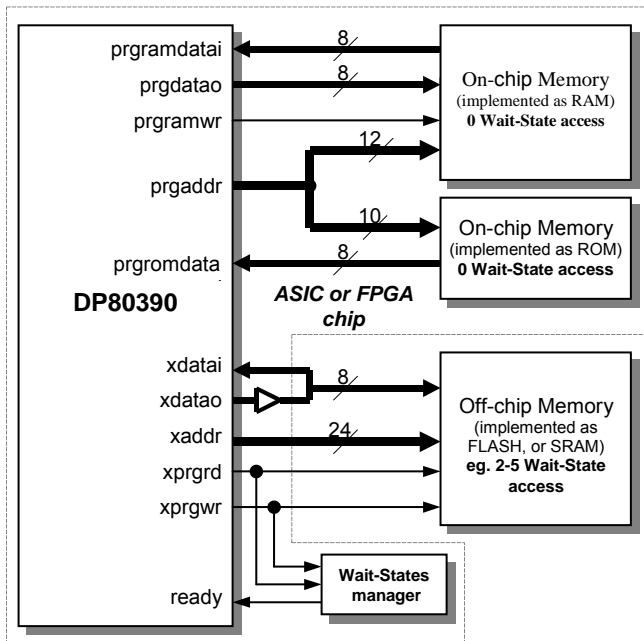 prgramdatai
8
prgdatao
8
prgramwr
On-chip Memory
(implemented as RAM)
0 Wait-State access
12
prgaddr
10
On-chip Memory
(implemented as ROM)
0 Wait-State access
prgromdata
8
DP80390
ASIC or FPGA
chip
xdatai
8
xdatao
xaddr
24
xprgrd
xprgwr
Off-chip Memory
(implemented as
FLASH, or SRAM)
eg. 2-5 Wait-State
access
ready
Wait-States
manager